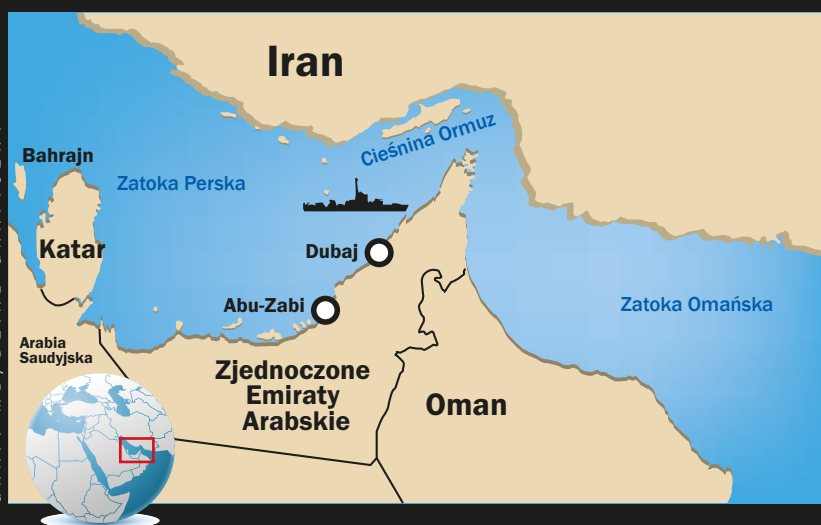 Iran
Cieśnina Ormuz
Bahrajn
Zatoka Perska
Katar
Dubaj
Abu-Zabi
Zatoka Omańska
Arabia
Saudyjska
Zjednoczone
Emiraty
Arabskie
Oman